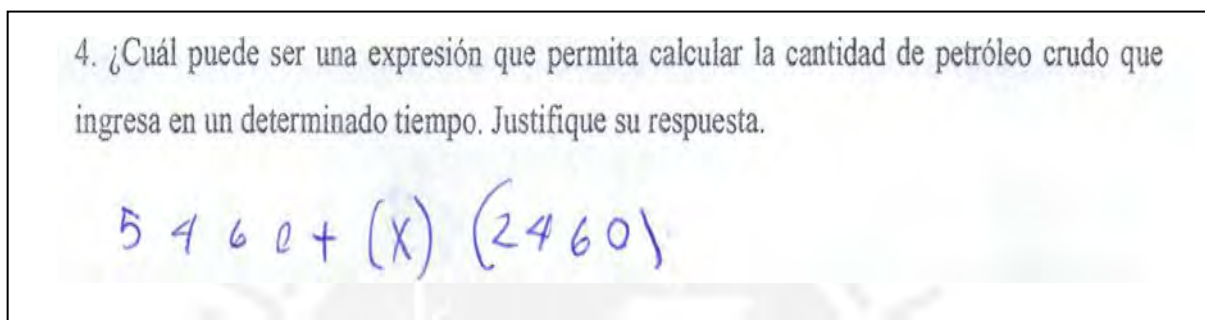 4. ¿Cuál puede ser una expresión que permita calcular la cantidad de petróleo crudo que
ingresa en un determinado tiempo. Justifique su respuesta.
5460+ (X) (2460)